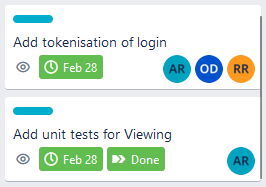 Add tokenisation of login
Feb 28 AR OD RR
Add unit tests for Viewing
Feb 28 Done AR